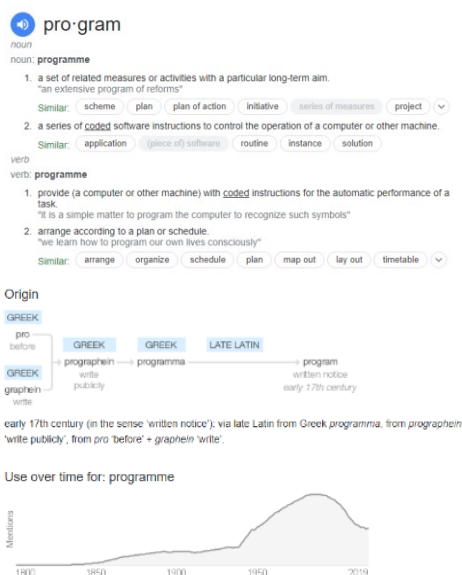 pro·gram
noun
noun: programme
1. a set of related measures or activities with a particular long-term aim.
"an extensive program of reforms"
Similar: scheme plan plan of action initiative series of measures project
2. a series of coded software instructions to control the operation of a computer or other machine.
Similar: application (piece of) software routine instance solution
verb
verb: programme
1. provide (a computer or other machine) with coded instructions for the automatic performance of a
task.
"it is a simple matter to program the computer to recognize such symbols"
2. arrange according to a plan or schedule.
"we learn how to program our own lives consciously"
Similar: arrange organize schedule plan map out lay out timetable
Origin
GREEK
pro
before
GREEK
graphein
write
GREEK
prographein
write
publicly
GREEK
programma
LATE LATIN
program
written notice
early 17th century
early 17th century (in the sense 'written notice'): via late Latin from Greek programma, from prographein
'write publicly', from pro 'before' + graphein 'write'.
Use over time for: programme
Mentions
1800 1850 1900 1950 2019